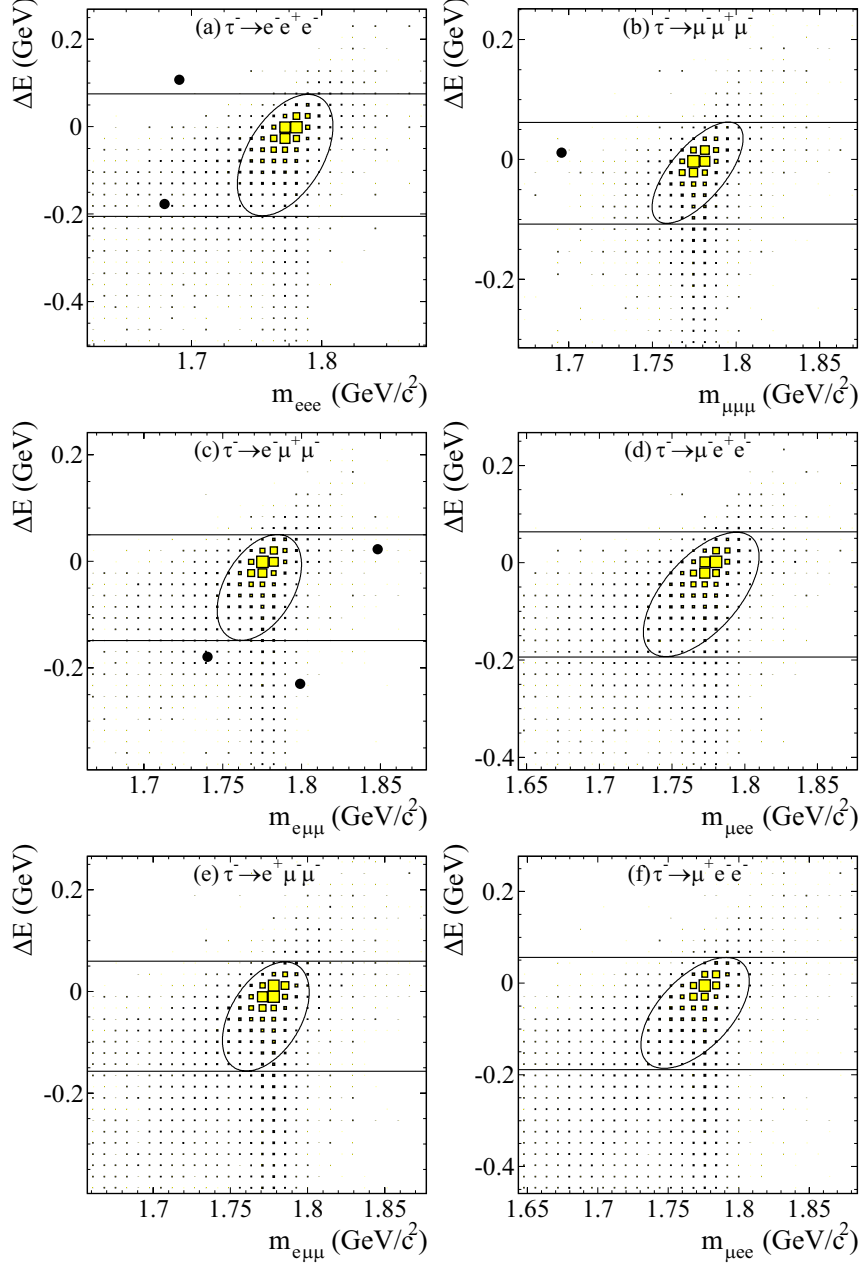 ΔE (GeV)
(a) τ⁻→e⁻e⁺e⁻
0.2
0
-0.2
-0.4
1.7 1.8
m_eee (GeV/c²)
ΔE (GeV)
(b) τ⁻→μ⁻μ⁺μ⁻
0.2
0
-0.2
1.7 1.75 1.8 1.85
m_μμμ (GeV/c²)
ΔE (GeV)
(c) τ⁻→e⁻μ⁺μ⁻
0.2
0
-0.2
1.7 1.75 1.8 1.85
m_eμμ (GeV/c²)
ΔE (GeV)
(d) τ⁻→μ⁻e⁺e⁻
0.2
0
-0.2
-0.4
1.65 1.7 1.75 1.8 1.85
m_μee (GeV/c²)
ΔE (GeV)
(e) τ⁻→e⁺μ⁻μ⁻
0.2
0
-0.2
1.7 1.8
m_eμμ (GeV/c²)
ΔE (GeV)
(f) τ⁻→μ⁺e⁻e⁻
0.2
0
-0.2
-0.4
1.65 1.7 1.75 1.8 1.85
m_μee (GeV/c²)